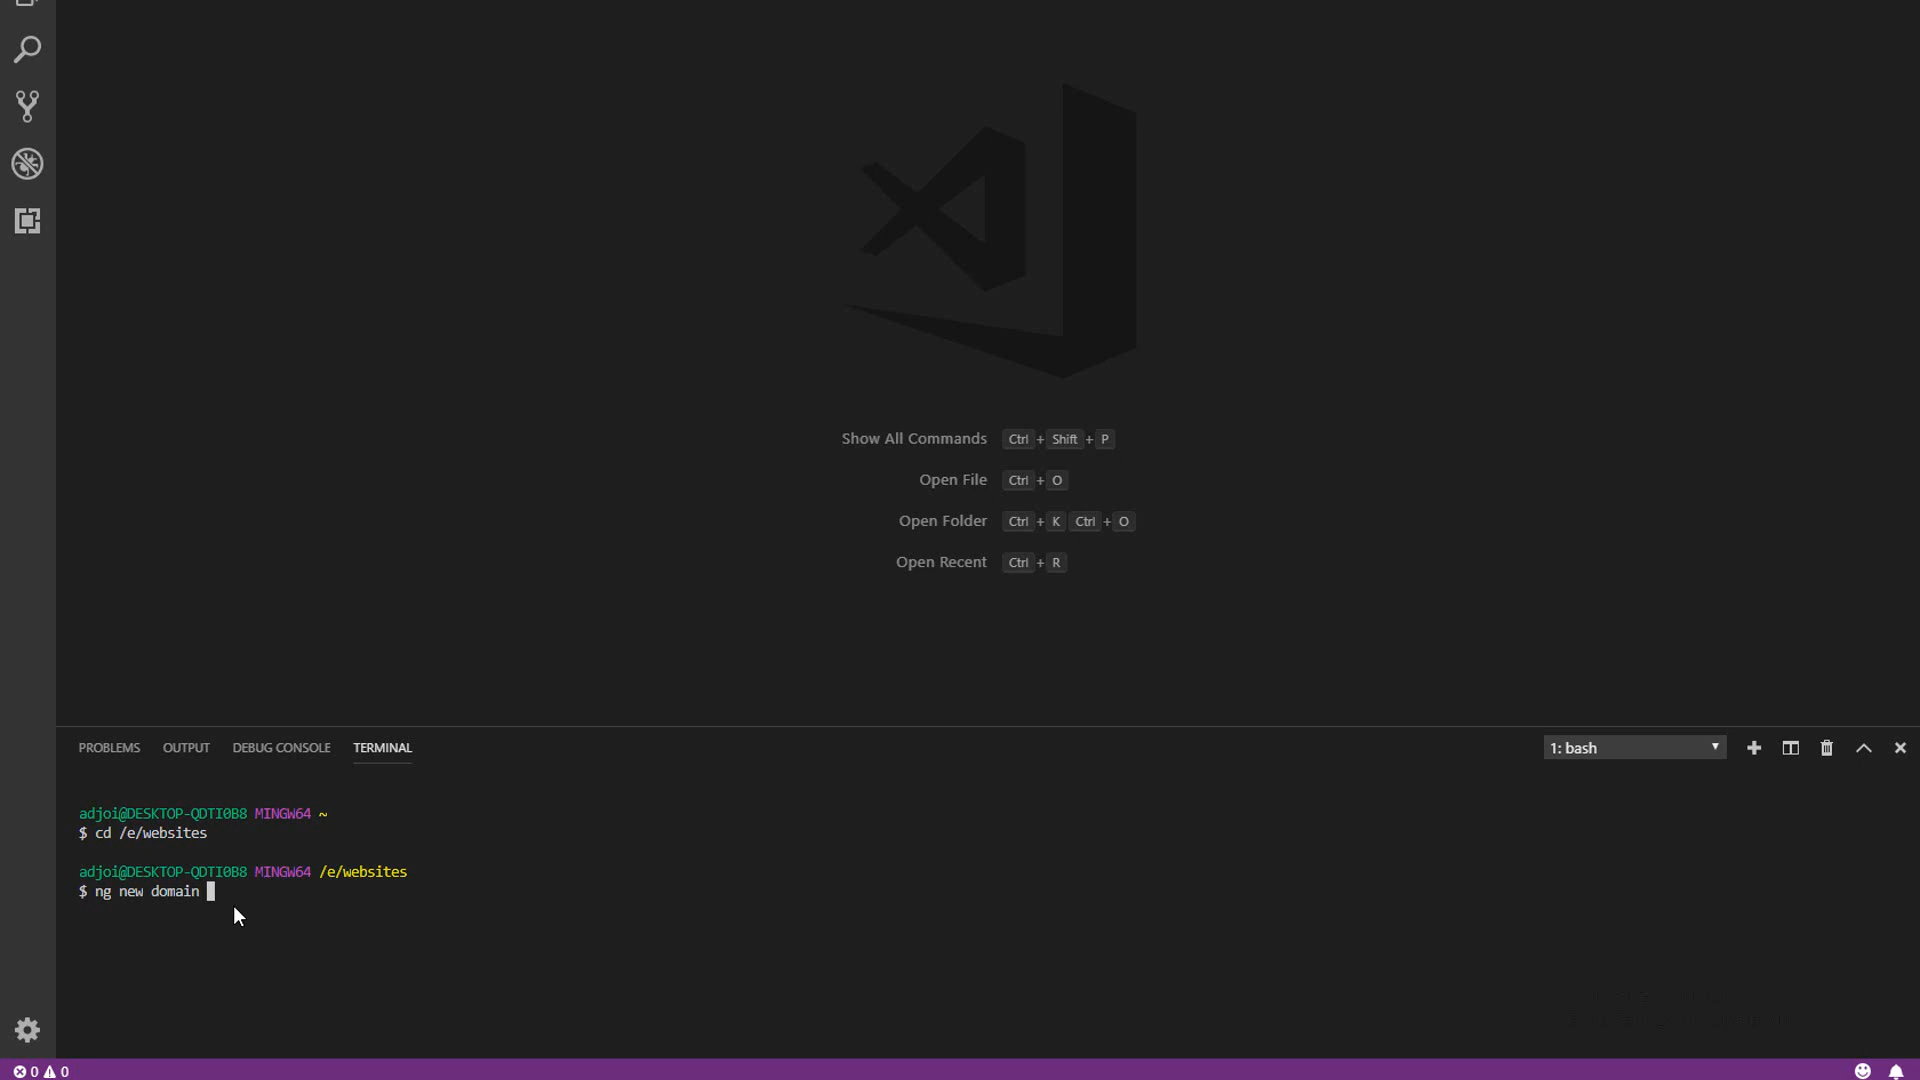 Show All Commands Ctrl + Shift + P
Open File Ctrl + O
Open Folder Ctrl + K Ctrl + O
Open Recent Ctrl + R
PROBLEMS OUTPUT DEBUG CONSOLE TERMINAL 1: bash
adjoi@DESKTOP-QDTI0B8 MINGW64 ~
$ cd /e/websites
adjoi@DESKTOP-QDTI0B8 MINGW64 /e/websites
$ ng new domain
0 0